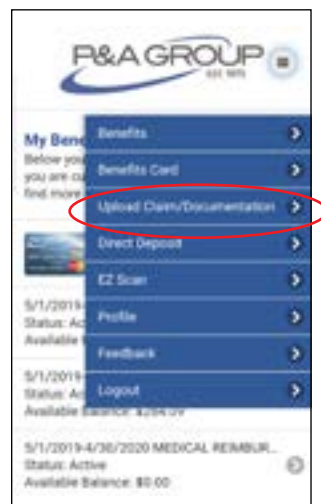 P&A GROUP
EST. 1975
My Bene
Below you
you are cu
find more
Benefits
Benefits Card
Upload Claim/Documentation
Direct Deposit
EZ Scan
Profile
Feedback
Logout
5/1/2019-
Status: Act
Available
5/1/2019-
Status: Ac
Available Balance: $264.09
5/1/2019-4/30/2020 MEDICAL REIMBUR...
Status: Active
Available Balance: $0.00